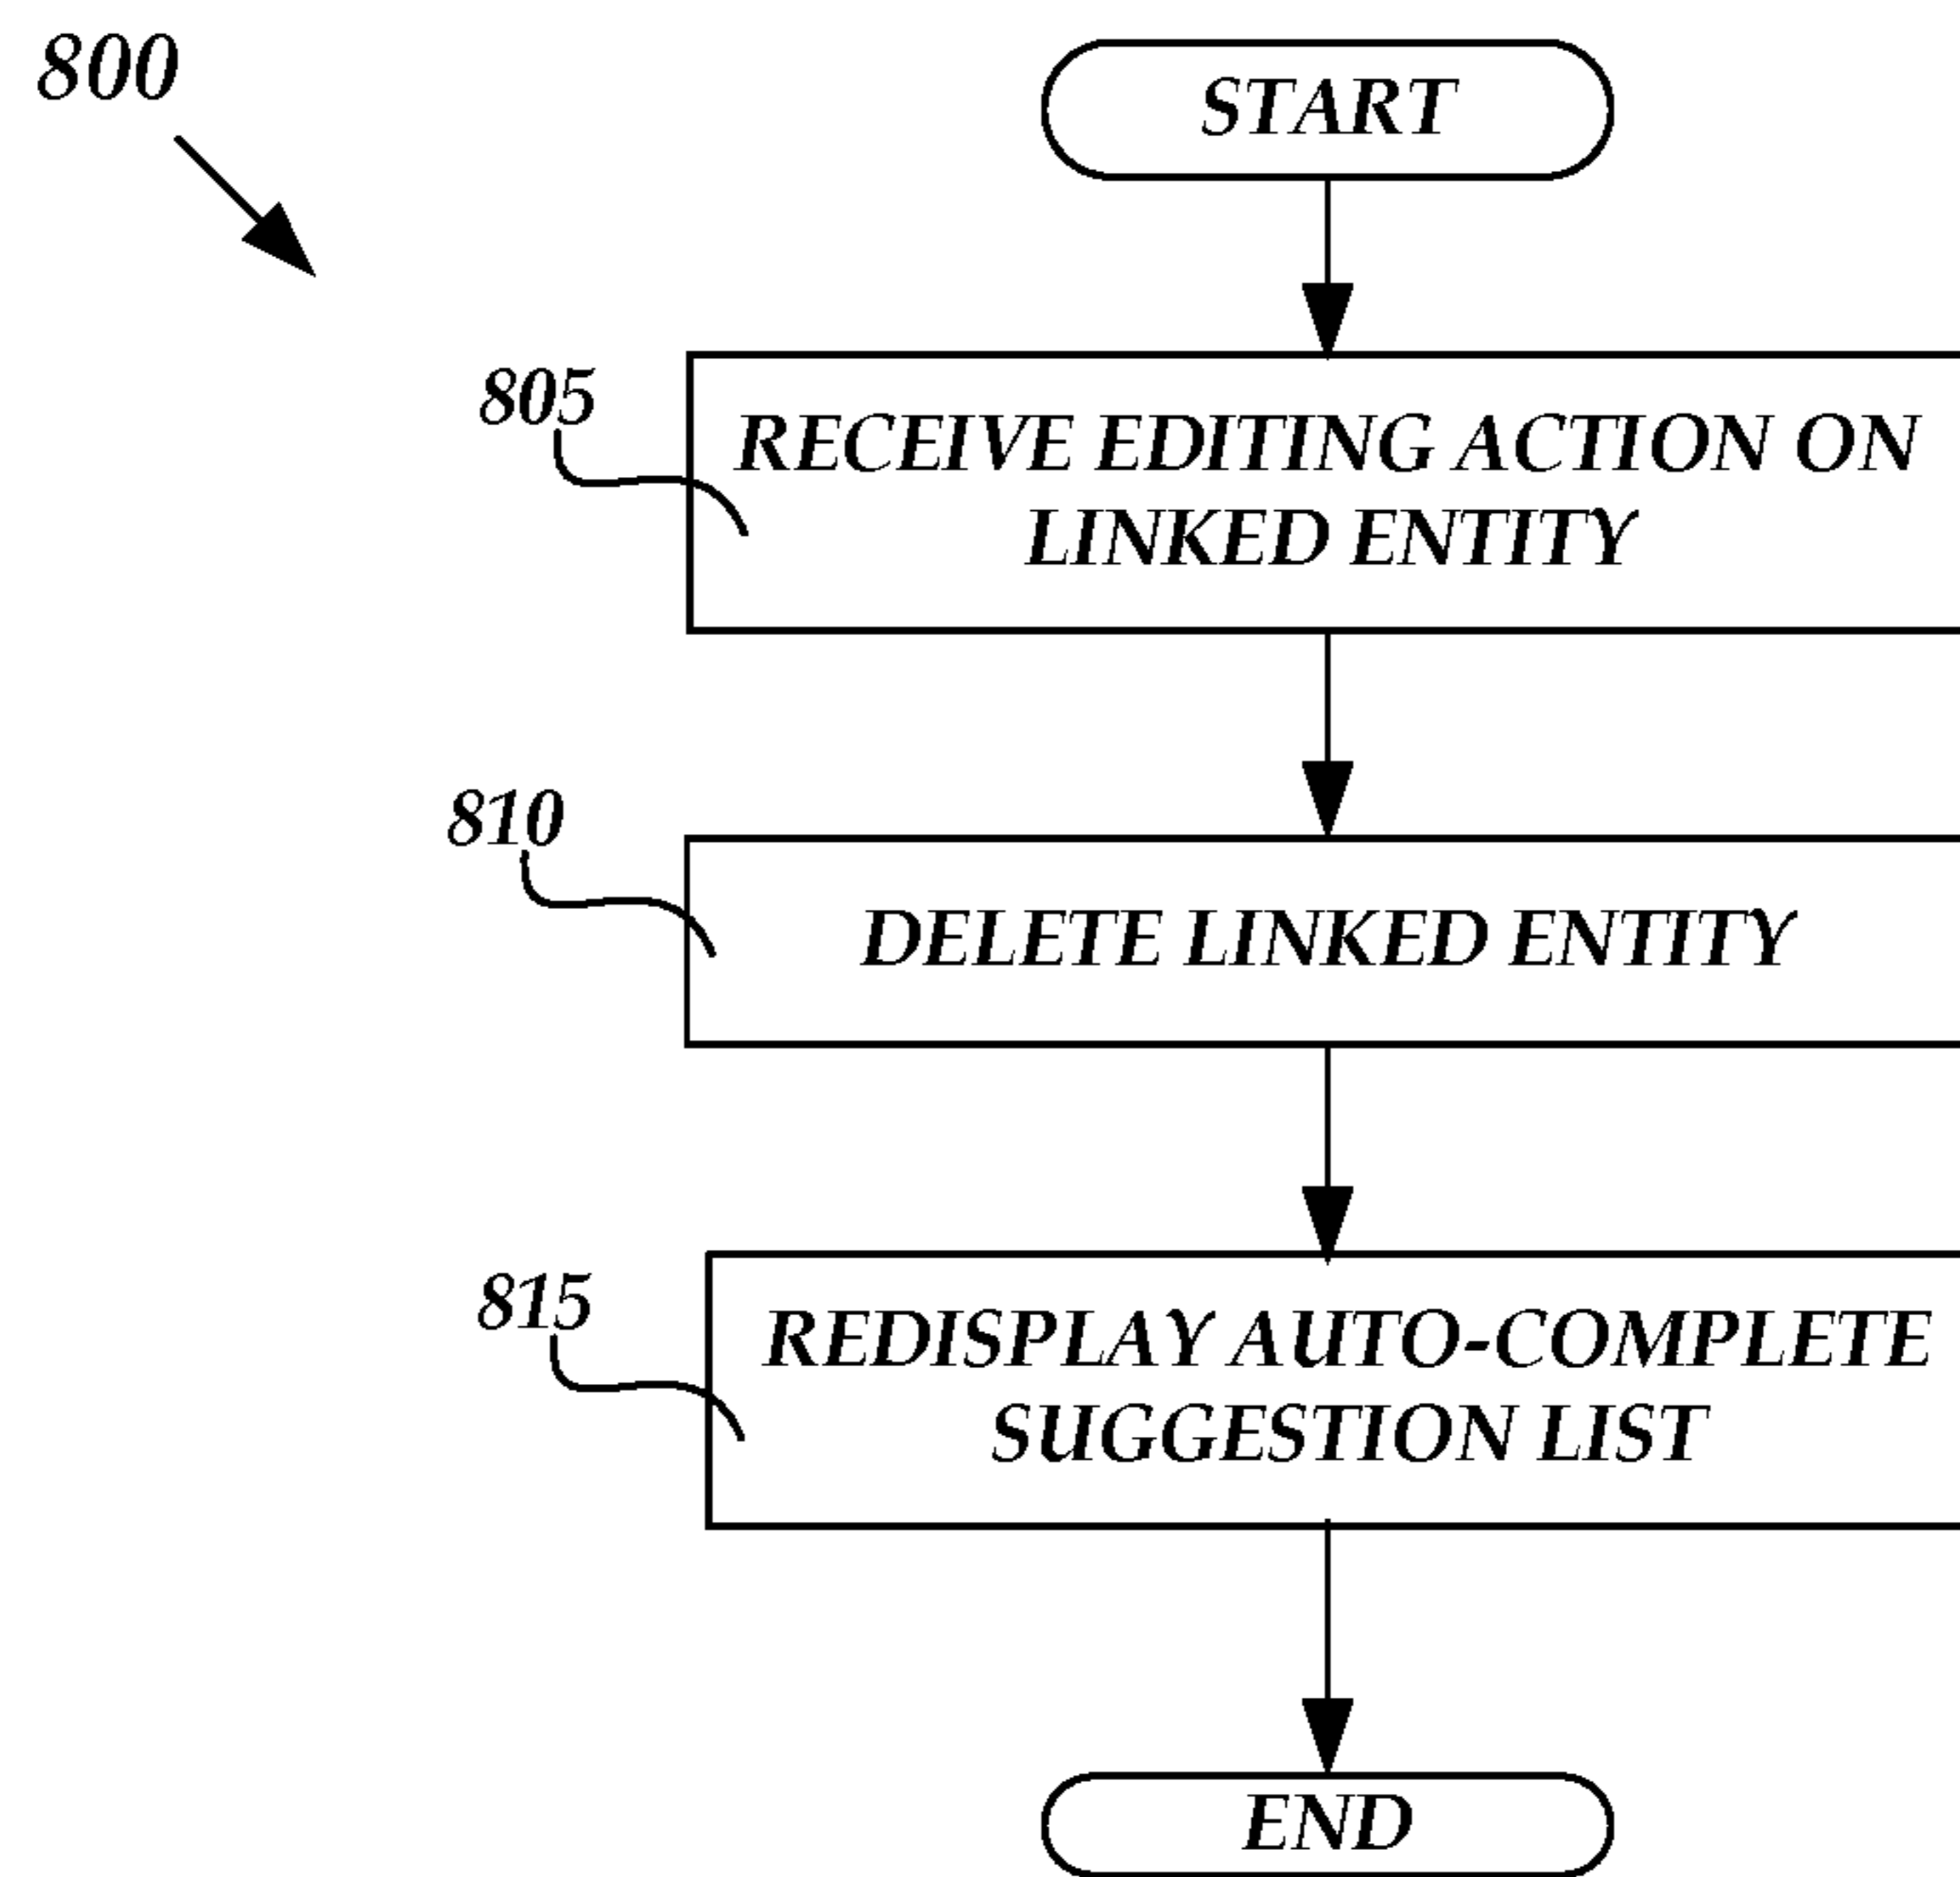 800
START
805
RECEIVE EDITING ACTION ON
LINKED ENTITY
810
DELETE LINKED ENTITY
815
REDISPLAY AUTO-COMPLETE
SUGGESTION LIST
END